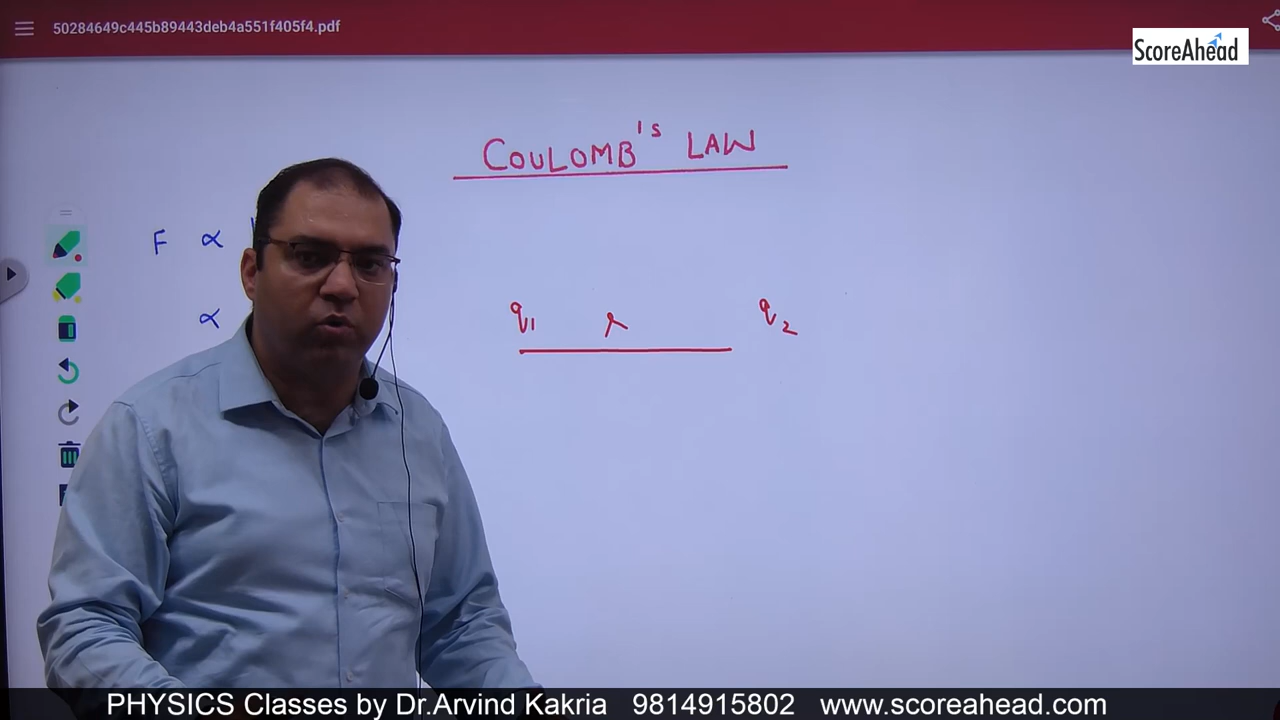 50284649c445b89443deb4a551f405f4.pdf
ScoreAhead
COULOMB's LAW
F ∝
∝
q1 r q2
PHYSICS Classes by Dr.Arvind Kakria 9814915802 www.scoreahead.com